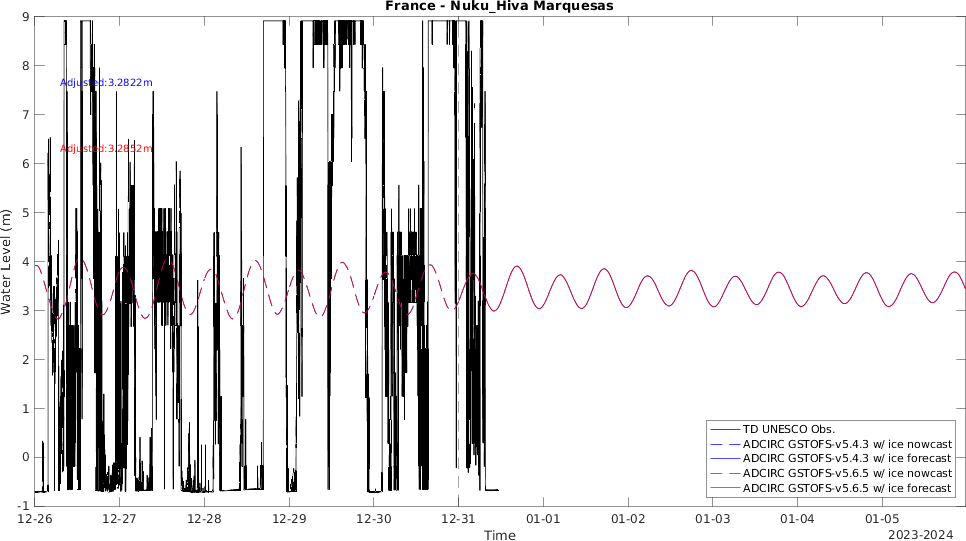 France - Nuku_Hiva Marquesas
9
8
7
6
5
4
3
2
1
0
-1
Water Level (m)
Adjusted:3.2822m
Adjusted:3.2852m
TD UNESCO Obs.
ADCIRC GSTOFS-v5.4.3 w/ ice nowcast
ADCIRC GSTOFS-v5.4.3 w/ ice forecast
ADCIRC GSTOFS-v5.6.5 w/ ice nowcast
ADCIRC GSTOFS-v5.6.5 w/ ice forecast
12-26 12-27 12-28 12-29 12-30 12-31 01-01 01-02 01-03 01-04 01-05
Time
2023-2024